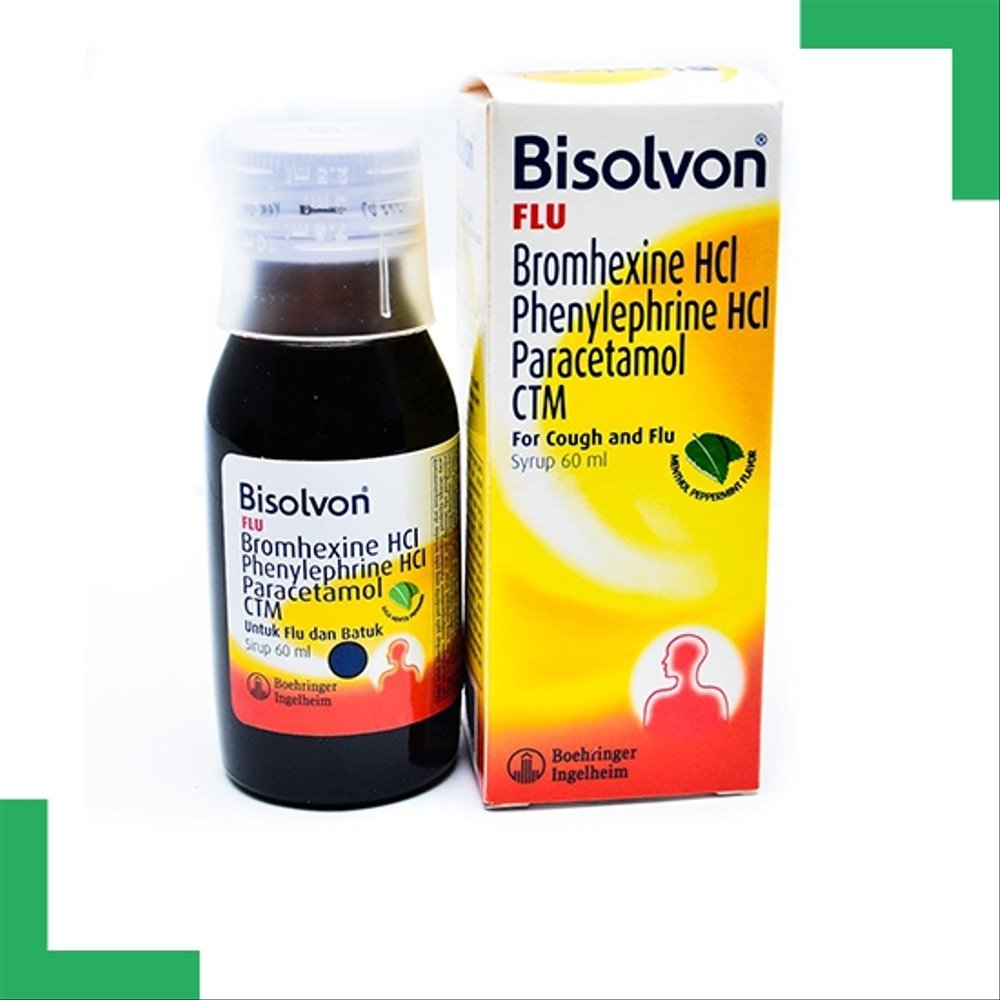 Bisolvon®
FLU
Bromhexine HCl
Phenylephrine HCl
Paracetamol
CTM
For Cough and Flu
Syrup 60 ml
MENTHOL PEPPERMINT FLAVOR
Boehringer
Ingelheim
Bisolvon®
FLU
Bromhexine HCl
Phenylephrine HCl
Paracetamol
CTM
Untuk Flu dan Batuk
Sirup 60 ml
Boehringer
Ingelheim